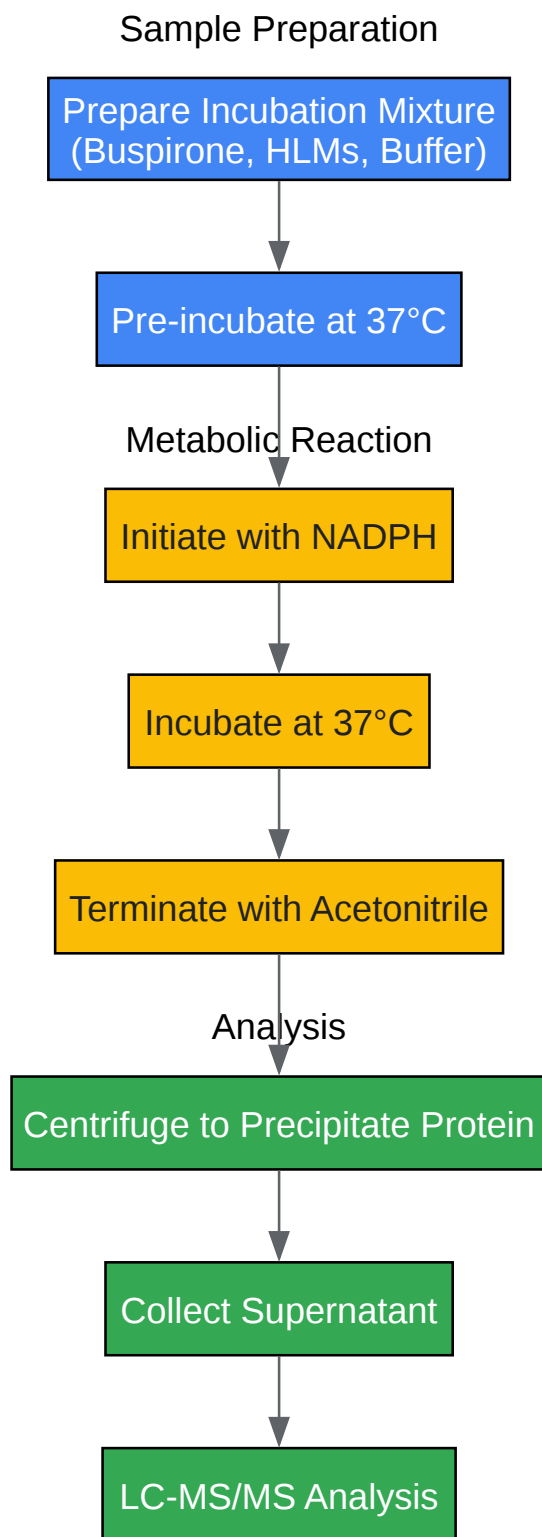 Sample Preparation
Prepare Incubation Mixture
(Buspirone, HLMs, Buffer)
Pre-incubate at 37°C
Metabolic Reaction
Initiate with NADPH
Incubate at 37°C
Terminate with Acetonitrile
Analysis
Centrifuge to Precipitate Protein
Collect Supernatant
LC-MS/MS Analysis